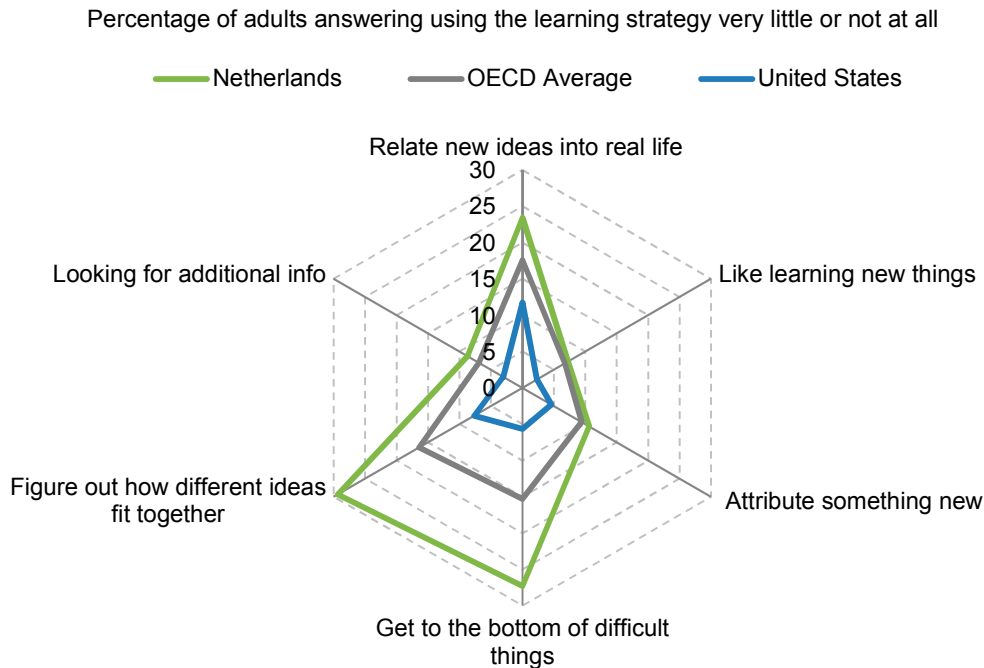 Percentage of adults answering using the learning strategy very little or not at all
Netherlands OECD Average United States
Relate new ideas into real life
30
25
20
15
10
5
0
Looking for additional info
Like learning new things
Figure out how different ideas
fit together
Attribute something new
Get to the bottom of difficult
things